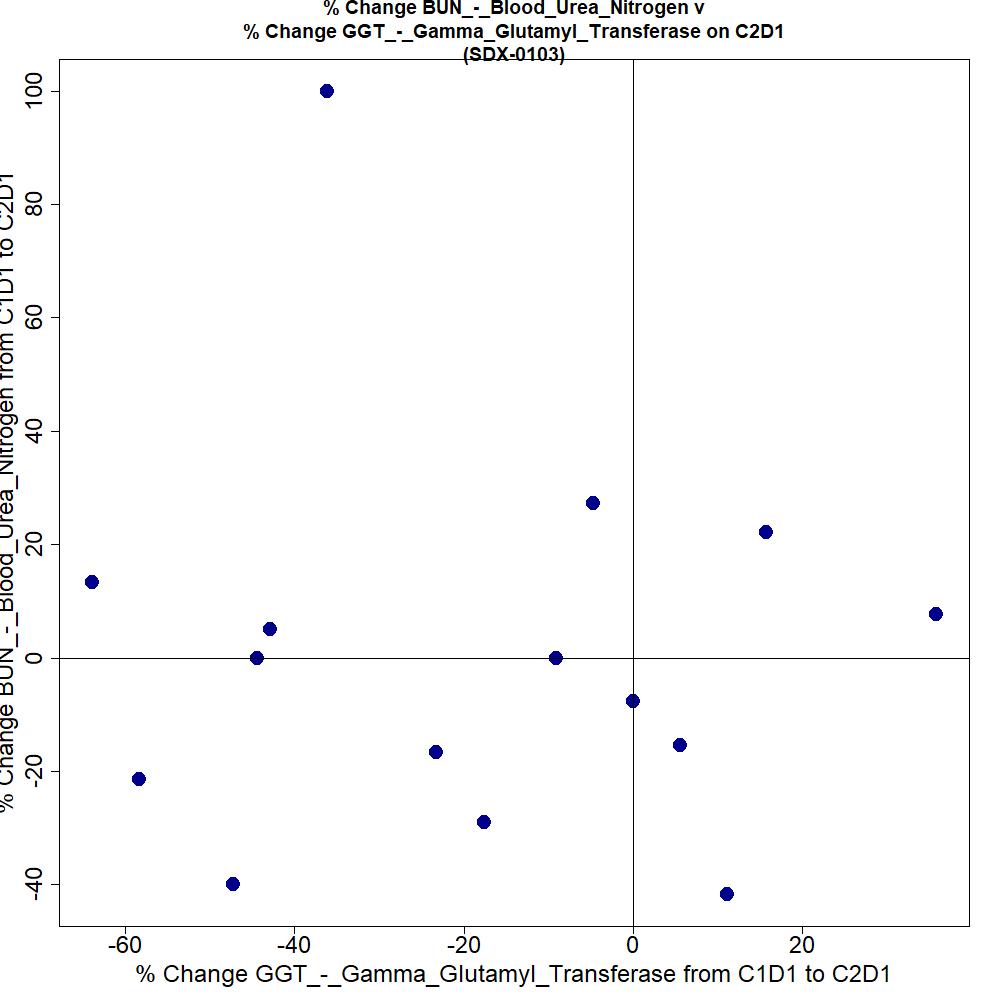 % Change BUN_-_Blood_Urea_Nitrogen v
% Change GGT_-_Gamma_Glutamyl_Transferase on C2D1
(SDX-0103)
% Change BUN_-_Blood_Urea_Nitrogen from C1D1 to C2D1
100
80
60
40
20
0
-20
-40
-60
-40
-20
0
20
% Change GGT_-_Gamma_Glutamyl_Transferase from C1D1 to C2D1